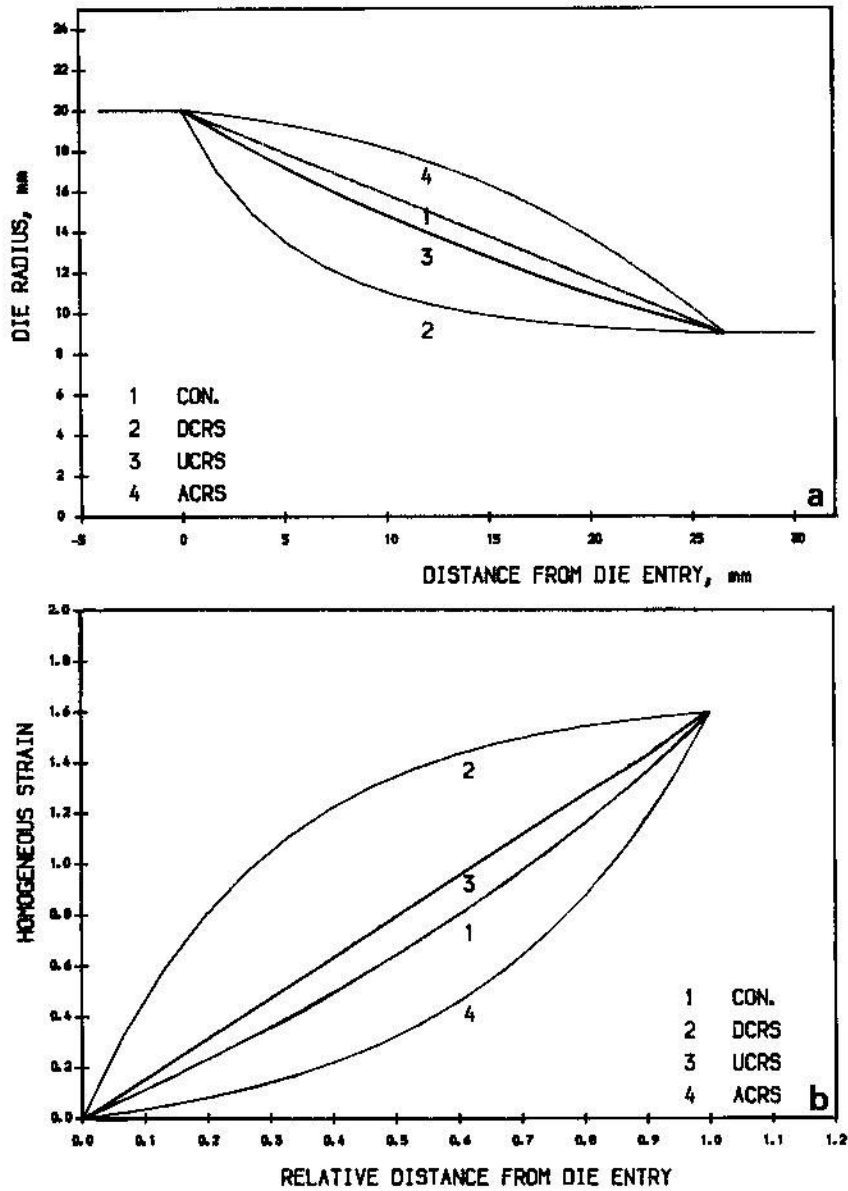 24
22
20
18
16
14
12
10
8
6
4
2
0
DIE RADIUS, mm
4
1
3
2
1 CON.
2 DCRS
3 UCRS
4 ACRS
a
-5 0 5 10 15 20 25 30
DISTANCE FROM DIE ENTRY, mm
2.0
1.8
1.6
1.4
1.2
1.0
0.8
0.6
0.4
0.2
0.0
HOMOGENEOUS STRAIN
2
3
1
4
1 CON.
2 DCRS
3 UCRS
4 ACRS
b
0.0 0.1 0.2 0.3 0.4 0.5 0.6 0.7 0.8 0.9 1.0 1.1 1.2
RELATIVE DISTANCE FROM DIE ENTRY